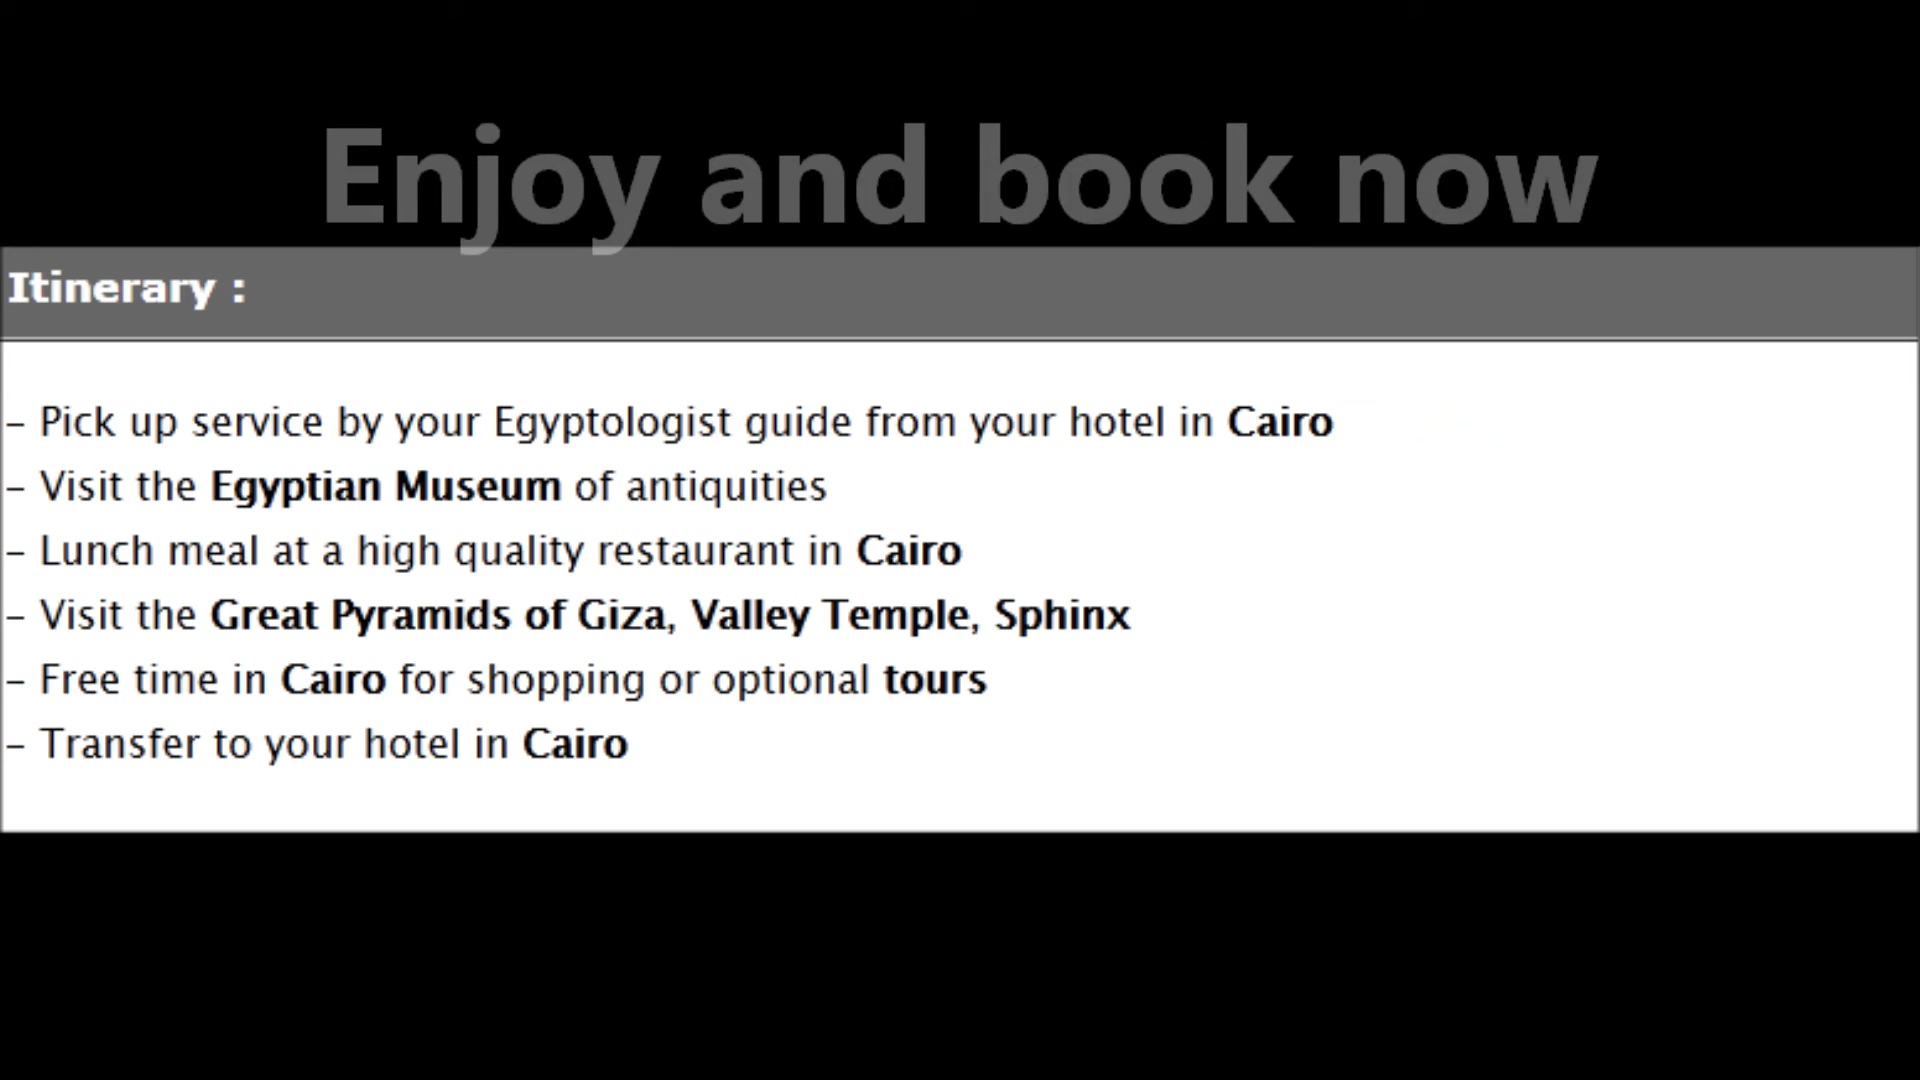 Enjoy and book now
Itinerary :
– Pick up service by your Egyptologist guide from your hotel in Cairo
– Visit the Egyptian Museum of antiquities
– Lunch meal at a high quality restaurant in Cairo
– Visit the Great Pyramids of Giza, Valley Temple, Sphinx
– Free time in Cairo for shopping or optional tours
– Transfer to your hotel in Cairo